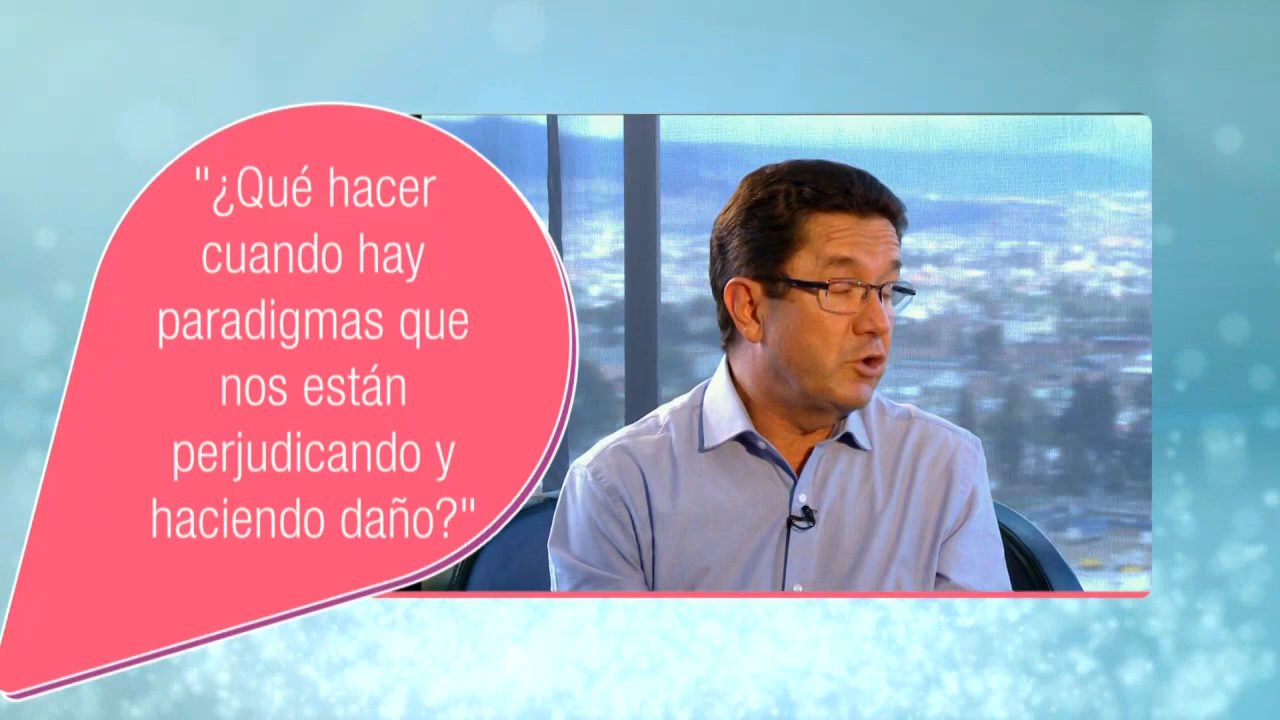 "¿Qué hacer
cuando hay
paradigmas que
nos están
perjudicando y
haciendo daño?"